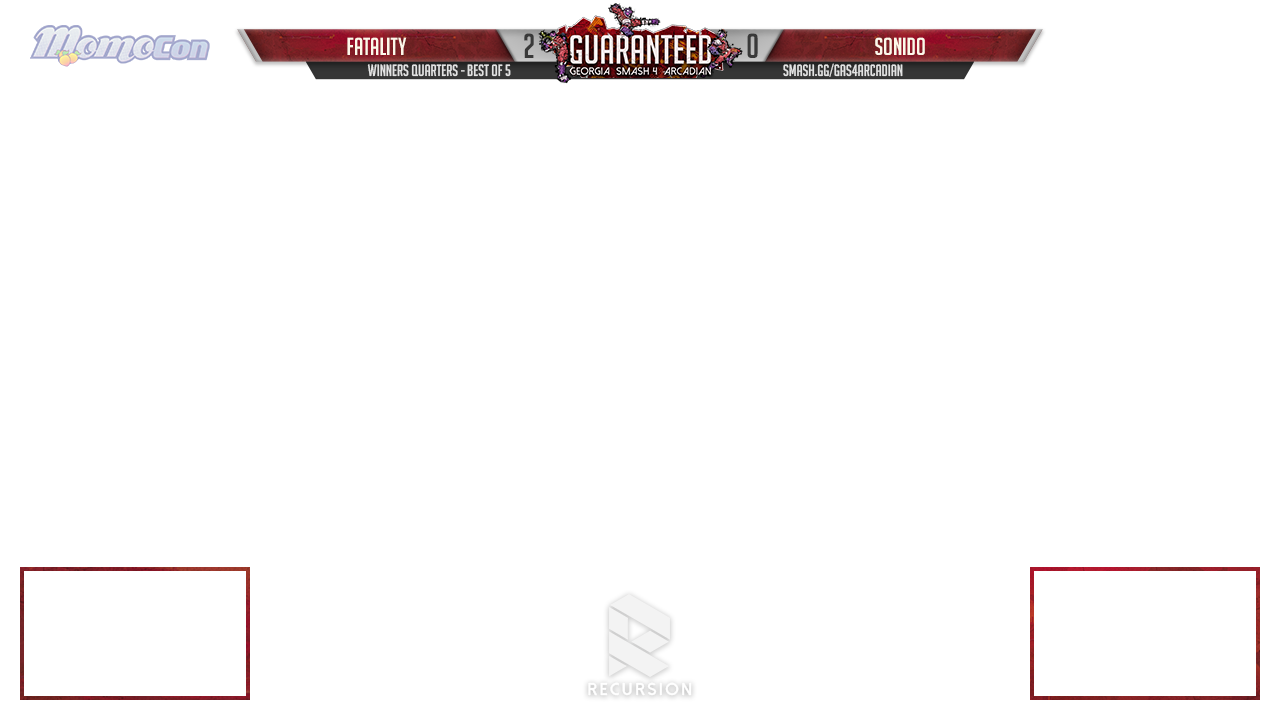 MomoCon
FATALITY
2
GUARANTEED
GEORGIA SMASH 4 ARCADIAN
0
SONIDO
WINNERS QUARTERS - BEST OF 5
SMASH.GG/GAS4ARCADIAN
RECURSION